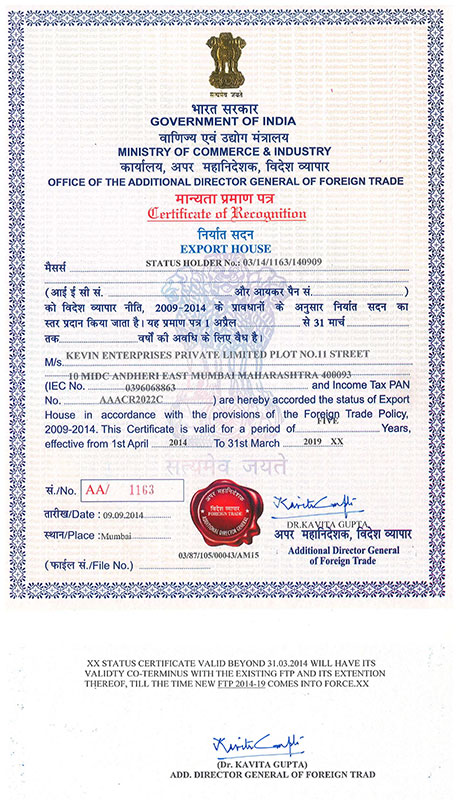 सत्यमेव जयते
भारत सरकार
GOVERNMENT OF INDIA
वाणिज्य एवं उद्योग मंत्रालय
MINISTRY OF COMMERCE & INDUSTRY
कार्यालय, अपर महानिदेशक, विदेश व्यापार
OFFICE OF THE ADDITIONAL DIRECTOR GENERAL OF FOREIGN TRADE
मान्यता प्रमाण पत्र
Certificate of Recognition
निर्यात सदन
EXPORT HOUSE
मैसर्स STATUS HOLDER No.: 03/14/1163/140909
(आई ई सी सं. और आयकर पैन सं. )
को विदेश व्यापार नीति, 2009-2014 के प्रावधानों के अनुसार निर्यात सदन का
स्तर प्रदान किया जाता है। यह प्रमाण पत्र 1 अप्रैल से 31 मार्च
तक वर्षों की अवधि के लिए वैध है।
M/s KEVIN ENTERPRISES PRIVATE LIMITED PLOT NO.11 STREET
10 MIDC ANDHERI EAST MUMBAI MAHARASHTRA 400093
(IEC No. 0396068863 and Income Tax PAN
No. AAACR2022C ) are hereby accorded the status of Export
House in accordance with the provisions of the Foreign Trade Policy,
2009-2014. This Certificate is valid for a period of FIVE Years,
effective from 1st April 2014 To 31st March 2019 XX
सत्यमेव जयते
सं./No. AA/ 1163
अपर महानिदेशक
विदेश व्यापार
FOREIGN TRADE
ADDITIONAL DIRECTOR GENERAL
तारीख/Date : 09.09.2014
DR.KAVITA GUPTA
स्थान/Place : Mumbai
अपर महानिदेशक, विदेश व्यापार
Additional Director General
of Foreign Trade
03/87/105/00043/AM15
(फाईल सं./File No.)
XX STATUS CERTIFICATE VALID BEYOND 31.03.2014 WILL HAVE ITS
VALIDTY CO-TERMINUS WITH THE EXISTING FTP AND ITS EXTENTION
THEREOF, TILL THE TIME NEW FTP 2014-19 COMES INTO FORCE.XX
(Dr. KAVITA GUPTA)
ADD. DIRECTOR GENERAL OF FOREIGN TRAD